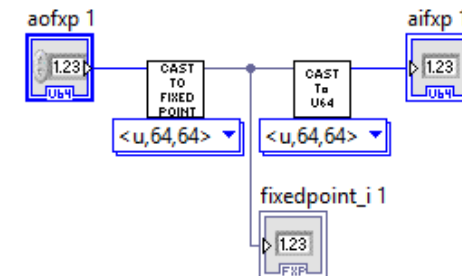 aofxp 1
aifxp 1
1.23
U64
CAST
TO
FIXED
POINT
CAST
To
U64
1.23
U64
<u,64,64>
<u,64,64>
fixedpoint_i 1
1.23
FXP